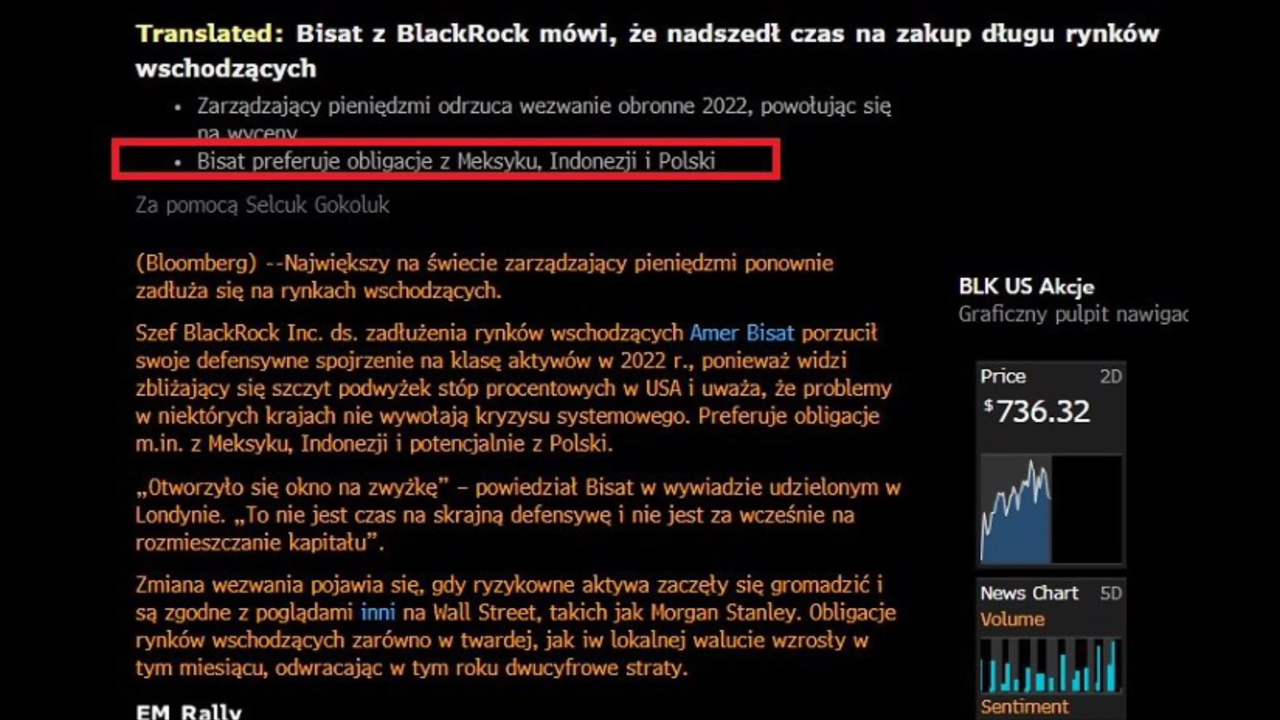 Translated: Bisat z BlackRock mówi, że nadszedł czas na zakup długu rynków
wschodzących
• Zarządzający pieniędzmi odrzuca wezwanie obronne 2022, powołując się
na wyceny
• Bisat preferuje obligacje z Meksyku, Indonezji i Polski
Za pomocą Selcuk Gokoluk
(Bloomberg) --Największy na świecie zarządzający pieniędzmi ponownie
zadłuża się na rynkach wschodzących.
Szef BlackRock Inc. ds. zadłużenia rynków wschodzących Amer Bisat porzucił
swoje defensywne spojrzenie na klasę aktywów w 2022 r., ponieważ widzi
zbliżający się szczyt podwyżek stóp procentowych w USA i uważa, że problemy
w niektórych krajach nie wywołają kryzysu systemowego. Preferuje obligacje
m.in. z Meksyku, Indonezji i potencjalnie z Polski.
„Otworzyło się okno na zwyżkę” – powiedział Bisat w wywiadzie udzielonym w
Londynie. „To nie jest czas na skrajną defensywę i nie jest za wcześnie na
rozmieszczanie kapitału”.
Zmiana wezwania pojawia się, gdy ryzykowne aktywa zaczęły się gromadzić i
są zgodne z poglądami inni na Wall Street, takich jak Morgan Stanley. Obligacje
rynków wschodzących zarówno w twardej, jak iw lokalnej walucie wzrosły w
tym miesiącu, odwracając w tym roku dwucyfrowe straty.
EM Rally
BLK US Akcje
Graficzny pulpit nawigac
Price 2D
$736.32
News Chart 5D
Volume
Sentiment